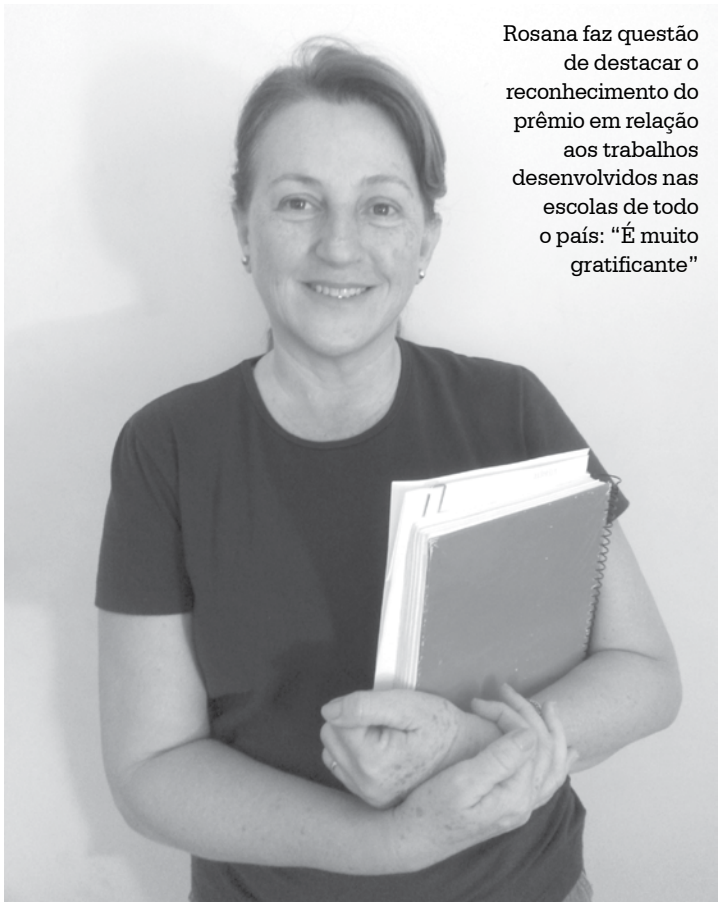 Rosana faz questão
de destacar o
reconhecimento do
prêmio em relação
aos trabalhos
desenvolvidos nas
escolas de todo
o país: “É muito
gratificante”